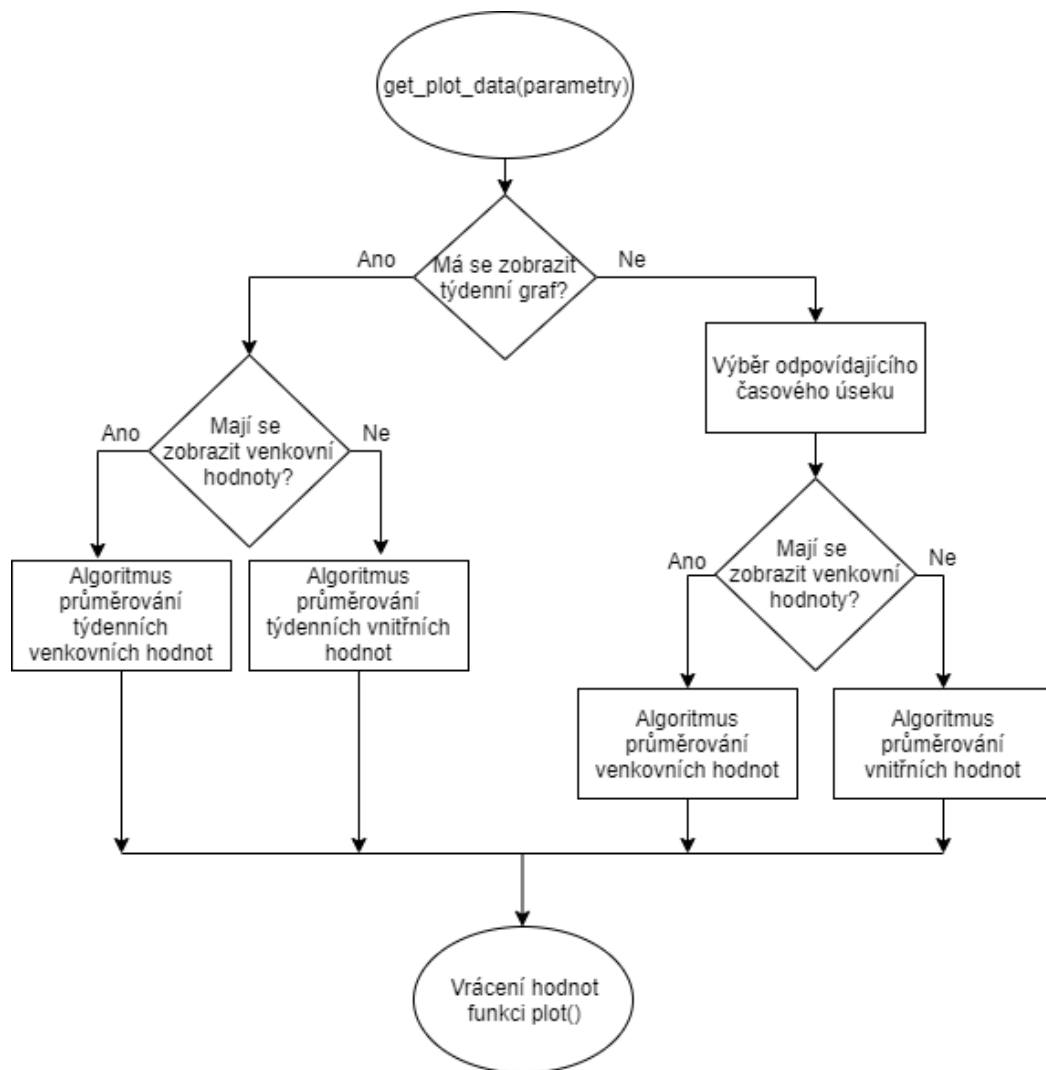 get_plot_data(parametry)
Má se zobrazit
týdenní graf?
Ano
Ne
Výběr odpovídajícího
časového úseku
Mají se
zobrazit venkovní
hodnoty?
Ano
Ne
Algoritmus
průměrování
týdenních
venkovních hodnot
Algoritmus
průměrování
týdenních vnitřních
hodnot
Mají se
zobrazit venkovní
hodnoty?
Ano
Ne
Algoritmus
průměrování
venkovních hodnot
Algoritmus
průměrování
vnitřních hodnot
Vrácení hodnot
funkci plot()